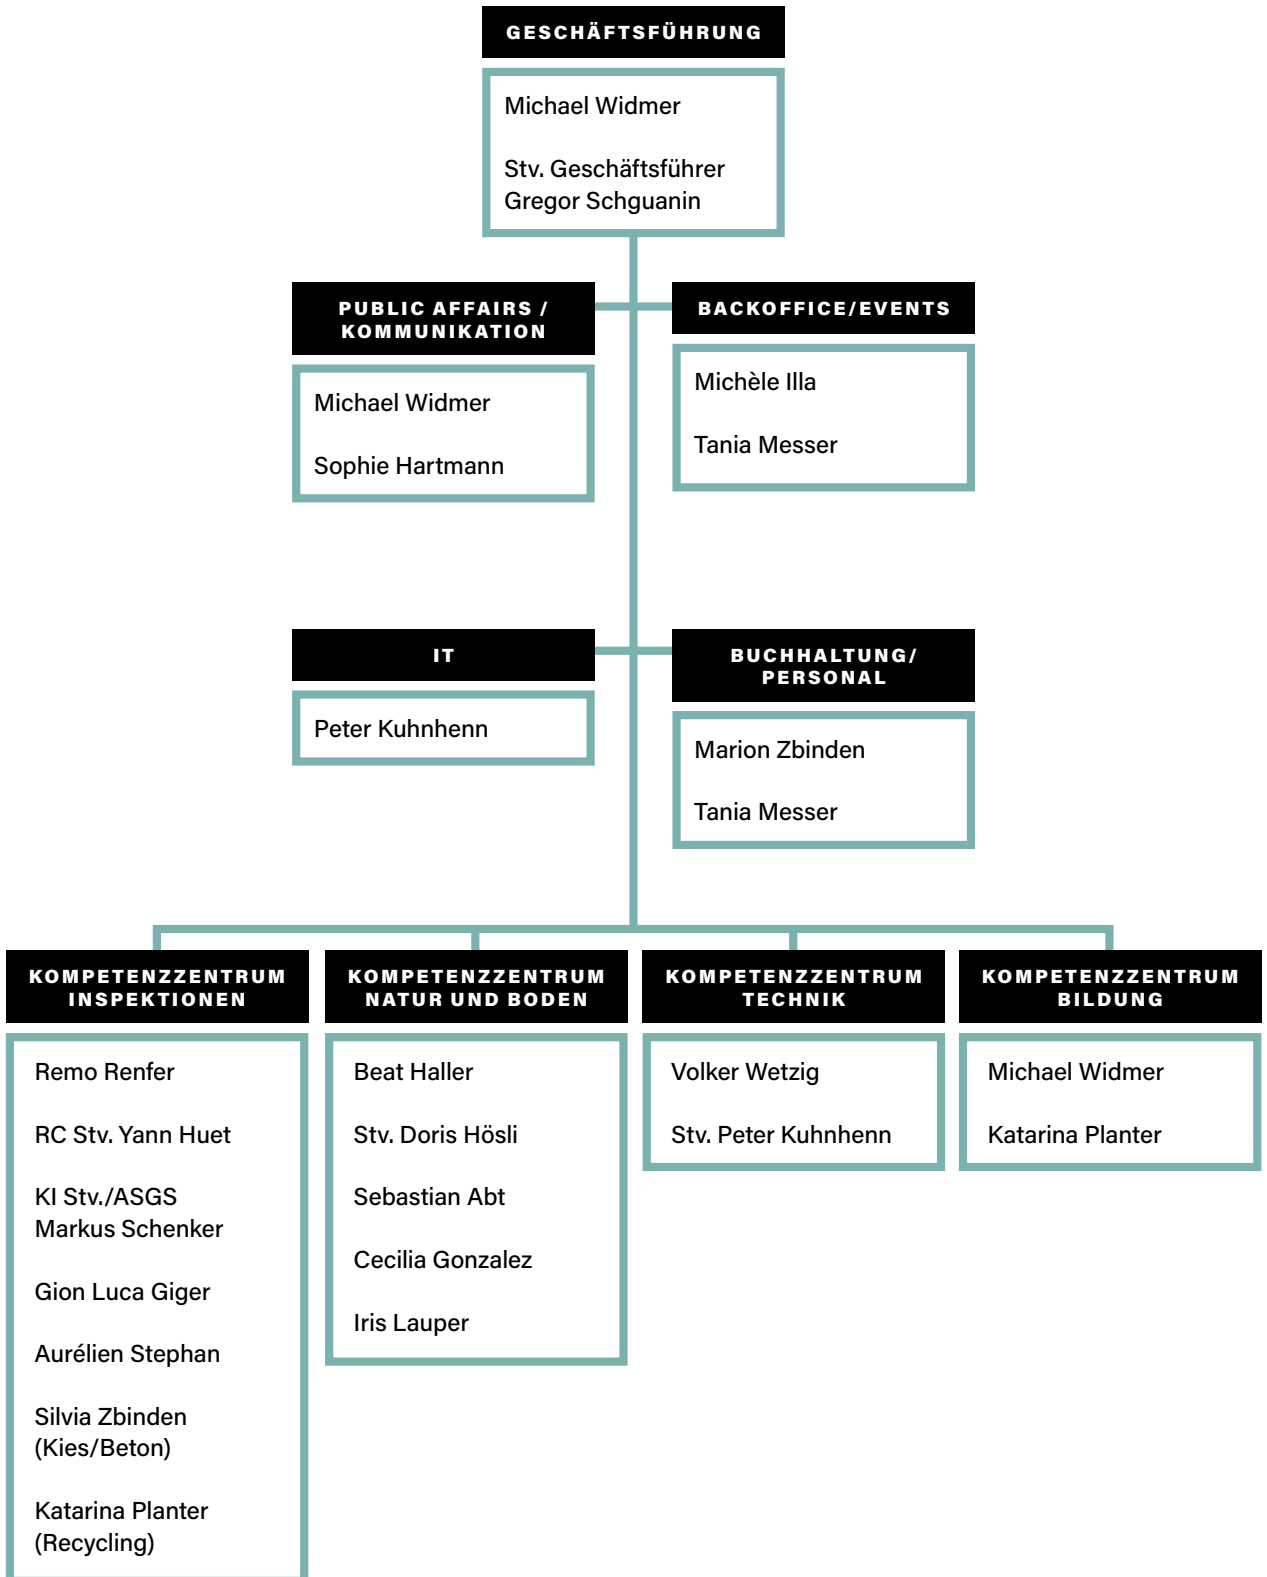 GESCHÄFTSFÜHRUNG
Michael Widmer
Stv. Geschäftsführer
Gregor Schguanin
PUBLIC AFFAIRS /
KOMMUNIKATION
Michael Widmer
Sophie Hartmann
BACKOFFICE/EVENTS
Michèle Illa
Tania Messer
IT
Peter Kuhnhenn
BUCHHALTUNG/
PERSONAL
Marion Zbinden
Tania Messer
KOMPETENZZENTRUM
INSPEKTIONEN
Remo Renfer
RC Stv. Yann Huet
KI Stv./ASGS
Markus Schenker
Gion Luca Giger
Aurélien Stephan
Silvia Zbinden
(Kies/Beton)
Katarina Planter
(Recycling)
KOMPETENZZENTRUM
NATUR UND BODEN
Beat Haller
Stv. Doris Hösli
Sebastian Abt
Cecilia Gonzalez
Iris Lauper
KOMPETENZZENTRUM
TECHNIK
Volker Wetzig
Stv. Peter Kuhnhenn
KOMPETENZZENTRUM
BILDUNG
Michael Widmer
Katarina Planter